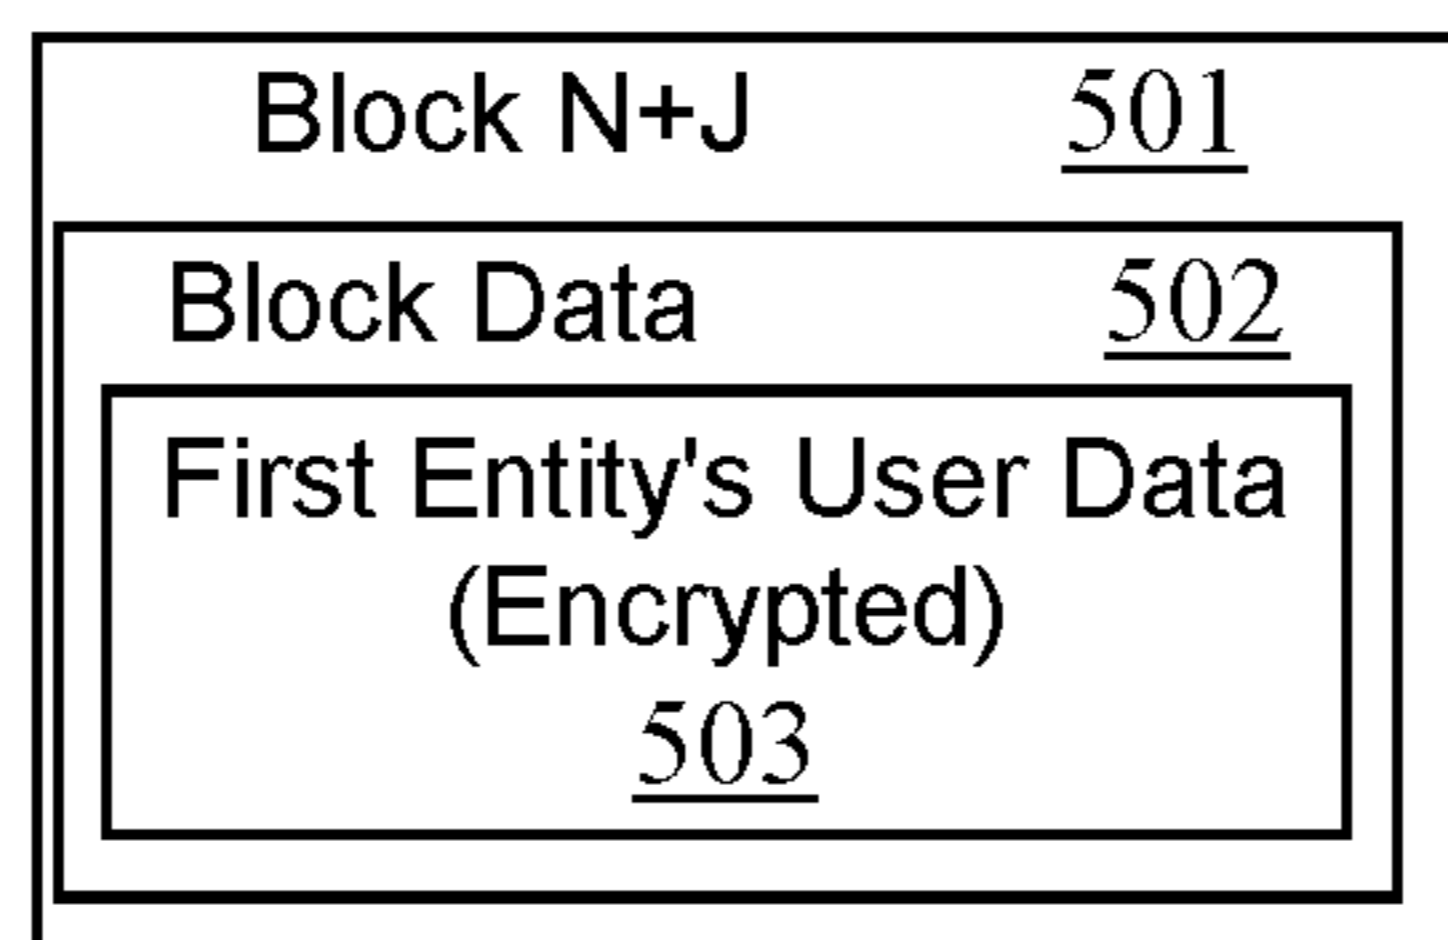 Block N+J 501
Block Data 502
First Entity's User Data
(Encrypted)
503